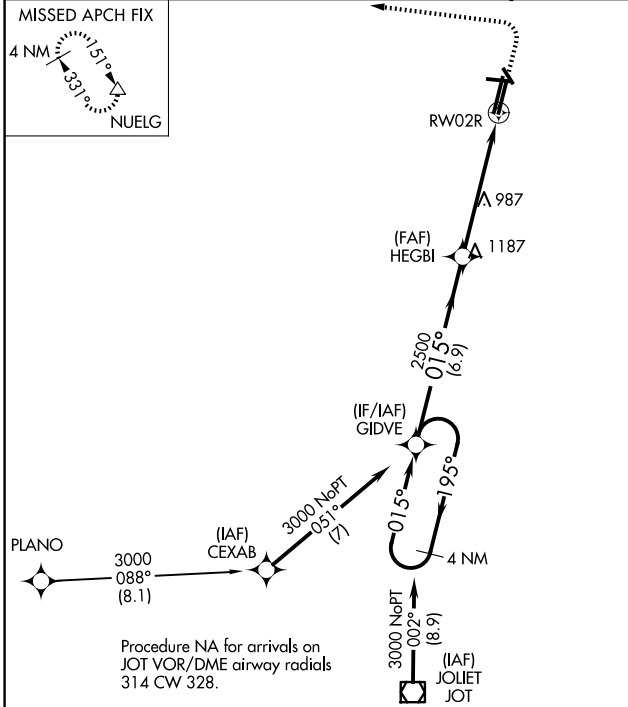 MISSED APCH FIX
4 NM
151°
331°
NUELG
RW02R
987
(FAF)
HEGBI
1187
2500
015°
(6.9)
(IF/IAF)
GIDVE
3000 NoPT
051°
(7)
015°
195°
4 NM
PLANO
3000
088°
(8.1)
(IAF)
CEXAB
3000 NoPT
002°
(8.9)
Procedure NA for arrivals on
JOT VOR/DME airway radials
314 CW 328.
(IAF)
JOLIET
JOT